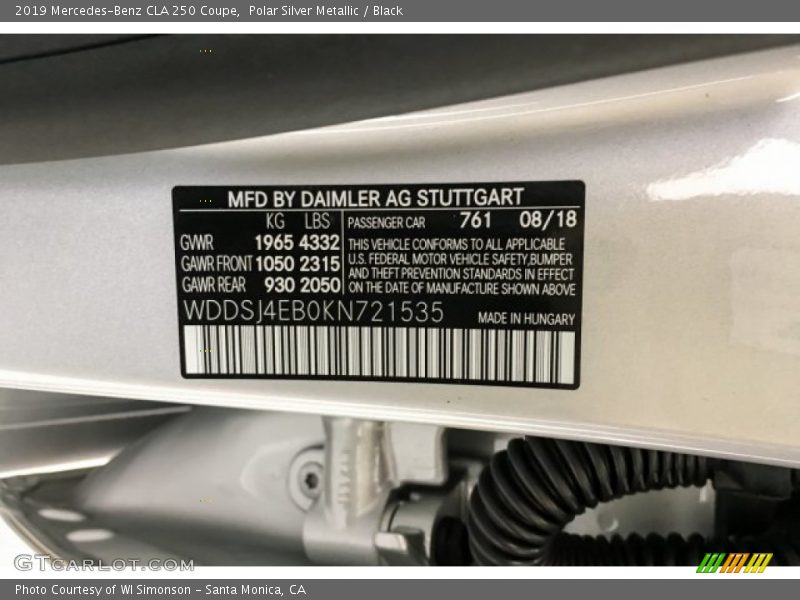 2019 Mercedes-Benz CLA 250 Coupe,  Polar Silver Metallic / Black
MFD BY DAIMLER AG STUTTGART
KG LBS
GVWR 1965 4332
GAWR FRONT 1050 2315
GAWR REAR 930 2050
PASSENGER CAR 761 08/18
THIS VEHICLE CONFORMS TO ALL APPLICABLE
U.S. FEDERAL MOTOR VEHICLE SAFETY,BUMPER
AND THEFT PREVENTION STANDARDS IN EFFECT
ON THE DATE OF MANUFACTURE SHOWN ABOVE
WDDSJ4EB0KN721535
MADE IN HUNGARY
GTCARLOT.COM
Photo Courtesy of WI Simonson - Santa Monica, CA